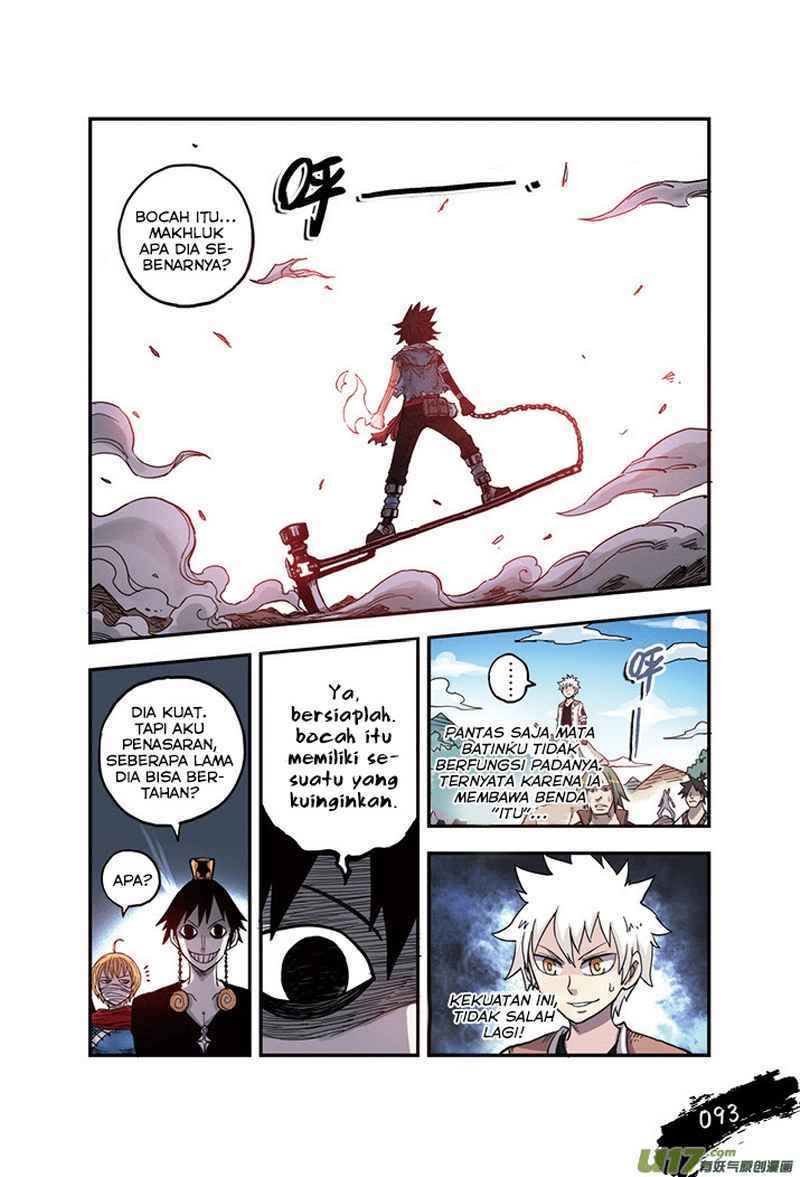 呼
BOCAH ITU...
MAKHLUK
APA DIA SE-
BENARNYA?
.....
呼
PANTAS SAJA MATA
BATINKU TIDAK
BERFUNGSI PADANYA.
TERNYATA KARENA IA
MEMBAWA BENDA
"ITU"...
KEKUATAN INI,
TIDAK SALAH
LAGI!
Ya,
bersiaplah.
bocah itu
memiliki se-
suatu yang
kuinginkan.
DIA KUAT.
TAPI AKU
PENASARAN,
SEBERAPA LAMA
DIA BISA BER-
TAHAN?
APA?
093
U17.com
有妖气原创漫画